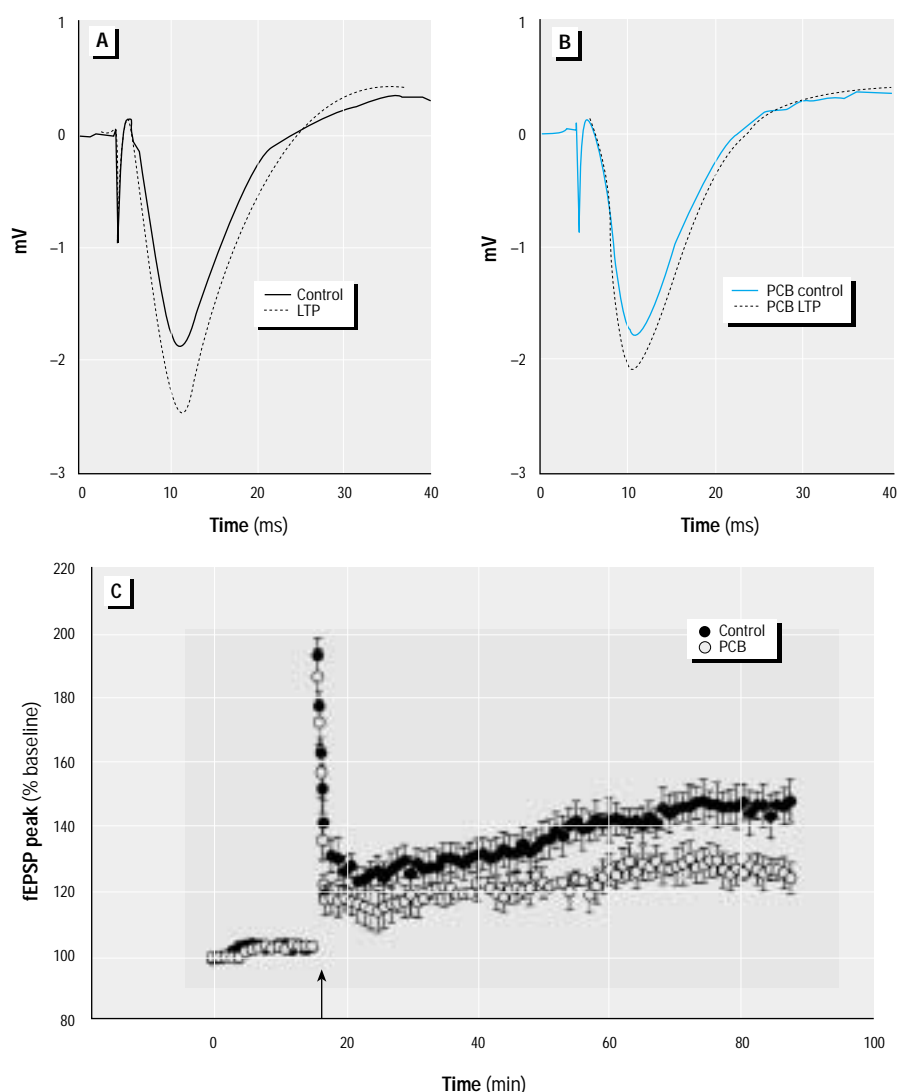 A
1
0
–1
–2
–3
mV
Control
LTP
0 10 20 30 40
Time (ms)
B
1
0
–1
–2
–3
mV
PCB control
PCB LTP
0 10 20 30 40
Time (ms)
C
220
200
180
160
140
120
100
80
fEPSP peak (% baseline)
Control
PCB
0 20 40 60 80 100
Time (min)